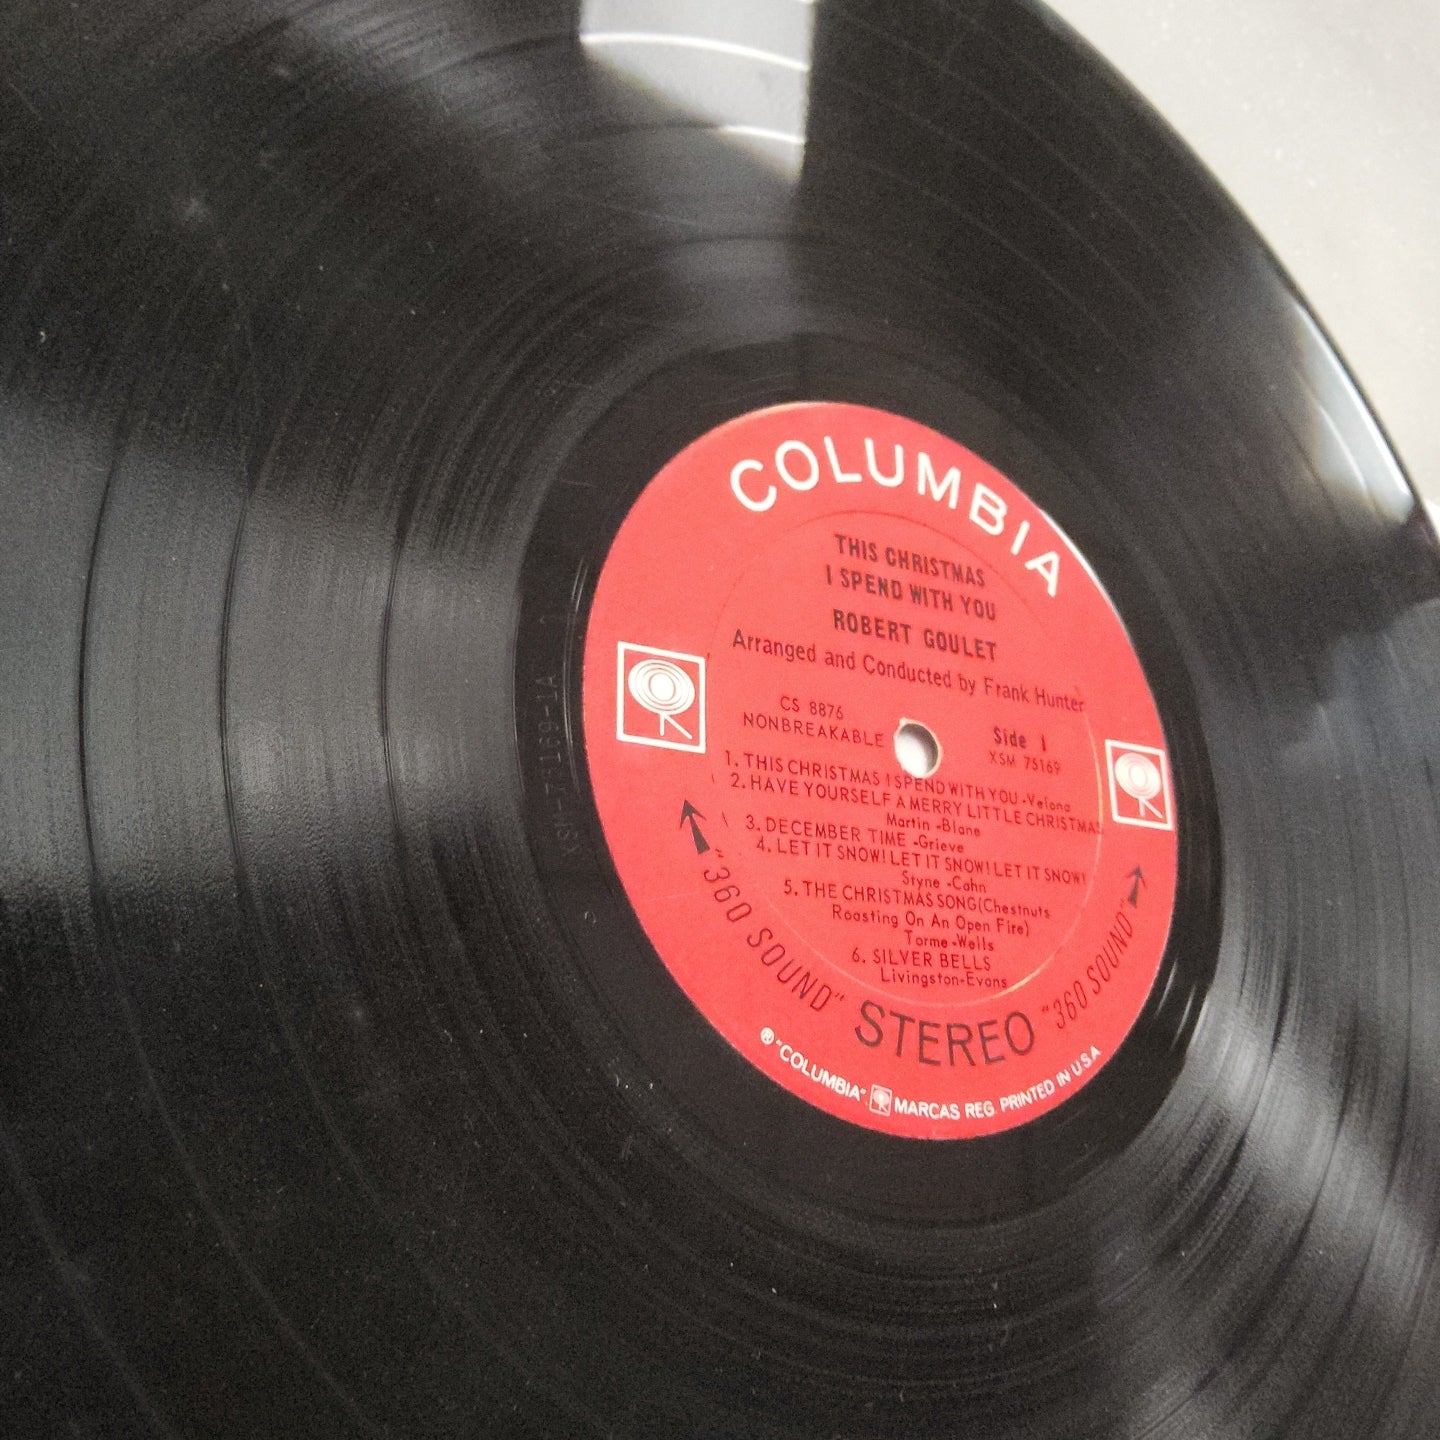 COLUMBIA
THIS CHRISTMAS
I SPEND WITH YOU
ROBERT GOULET
Arranged and Conducted by Frank Hunter
CS 8876
NONBREAKABLE
Side 1
XSM 75169
1. THIS CHRISTMAS I SPEND WITH YOU -Velona
2. HAVE YOURSELF A MERRY LITTLE CHRISTMAS
Martin -Blane
3. DECEMBER TIME -Grieve
4. LET IT SNOW! LET IT SNOW! LET IT SNOW!
Styne -Cahn
5. THE CHRISTMAS SONG (Chestnuts
Roasting On An Open Fire)
Torme -Wells
6. SILVER BELLS
Livingston-Evans
"360 SOUND" STEREO "360 SOUND"
® "COLUMBIA", MARCAS REG. PRINTED IN U.S.A